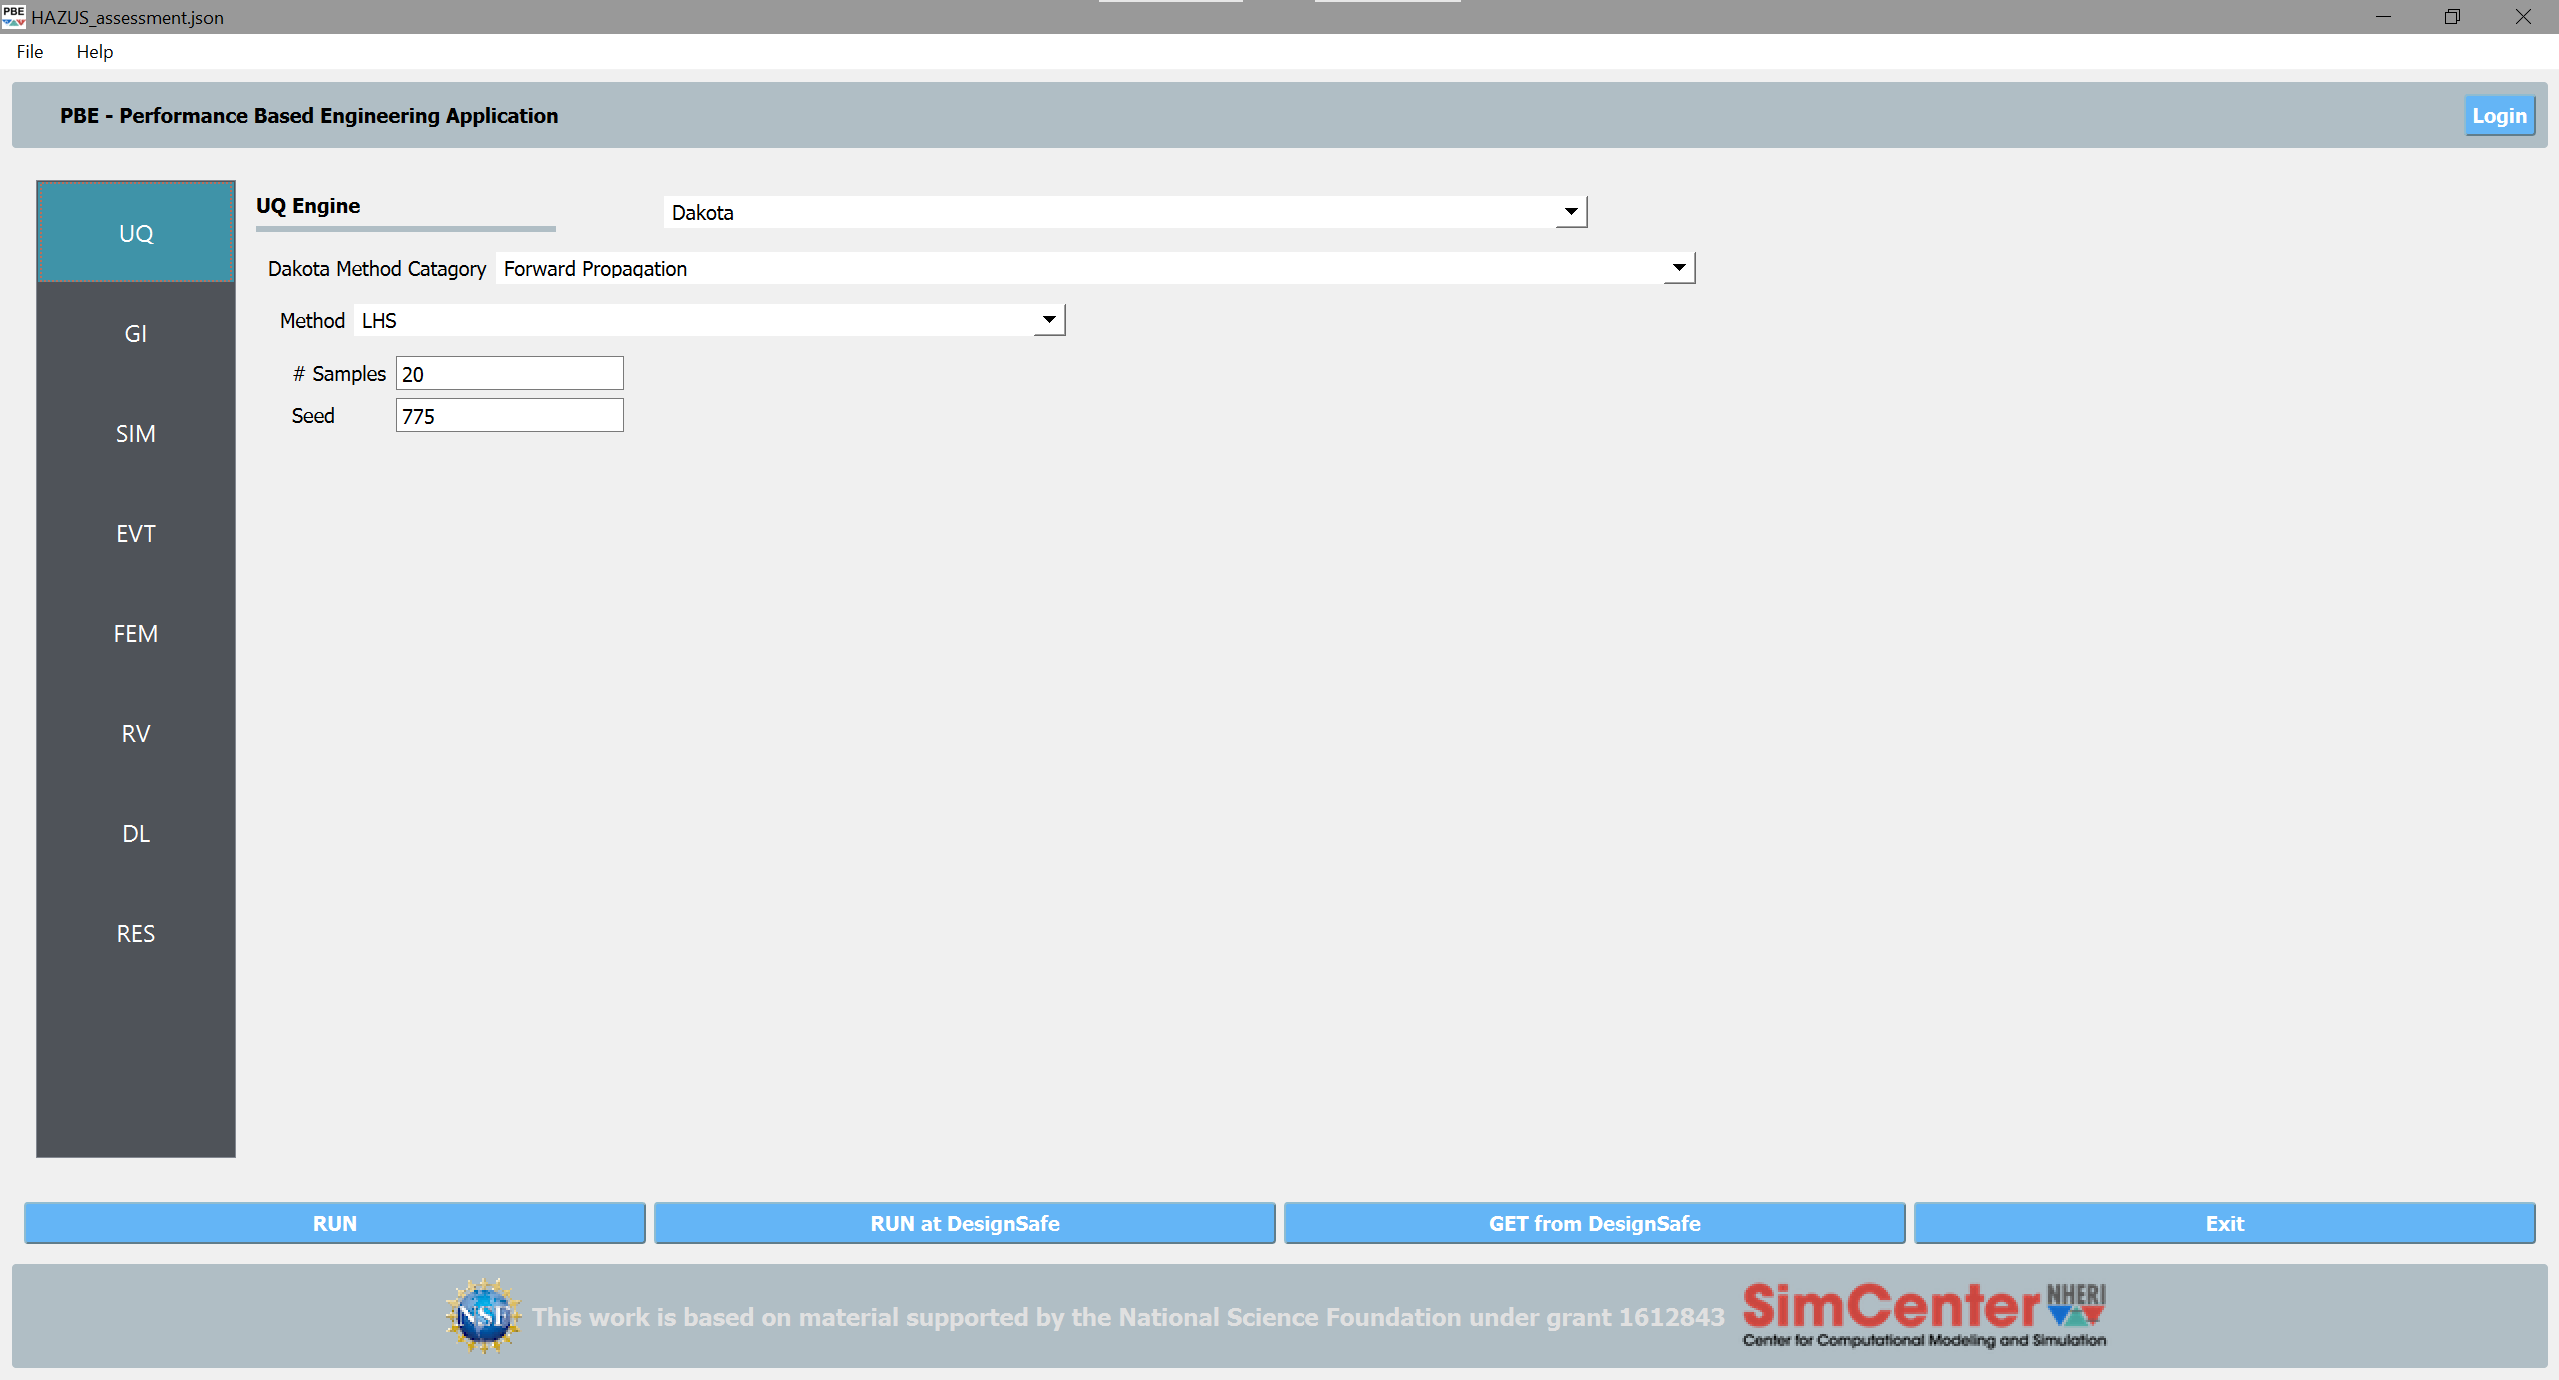 PBE HAZUS_assessment.json
File Help
PBE - Performance Based Engineering Application
Login
UQ
GI
SIM
EVT
FEM
RV
DL
RES
UQ Engine Dakota
Dakota Method Catagory Forward Propagation
Method LHS
# Samples 20
Seed 775
RUN
RUN at DesignSafe
GET from DesignSafe
Exit
NSF
This work is based on material supported by the National Science Foundation under grant 1612843
SimCenter NHERI
Center for Computational Modeling and Simulation